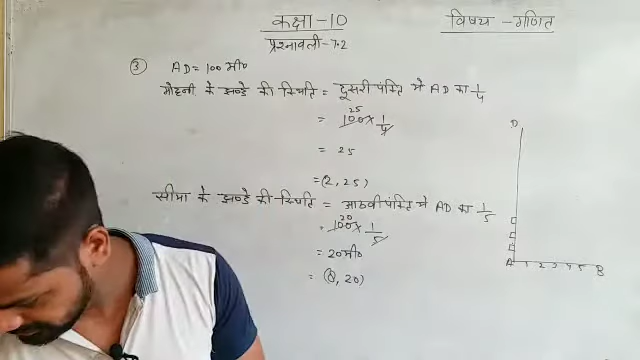 कक्षा - 10
विषय - गणित
प्रश्नावली - 7.2
③ AD = 100 मी०
मोहनी के झण्डे की स्थिति = दूसरी पंक्ति में AD का 1/4
= 100 × 1/4
25
= 25
= (2, 25)
सीमा के झण्डे की स्थिति = आठवी पंक्ति में AD का 1/5
= 100 × 1/5
20
= 20 मी०
= (8, 20)
D
A 1 2 3 4 5 B